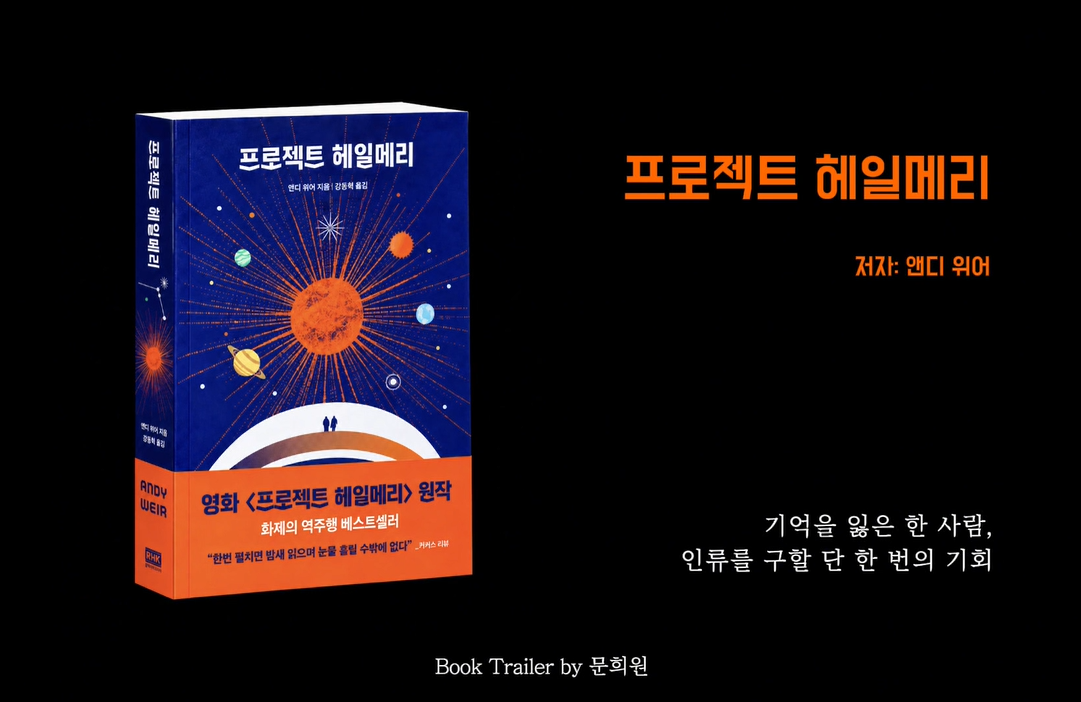 프로젝트 헤일메리
앤디 위어 지음 | 강동혁 옮김
영화 <프로젝트 헤일메리> 원작
화제의 역주행 베스트셀러
“한번 펼치면 밤새 읽으며 눈물 흘릴 수밖에 없다” _커커스 리뷰
프로젝트 헤일메리
앤디 위어 지음
강동혁 옮김
ANDY
WEIR
RHK
프로젝트 헤일메리
저자: 앤디 위어
기억을 잃은 한 사람,
인류를 구할 단 한 번의 기회
Book Trailer by 문희원